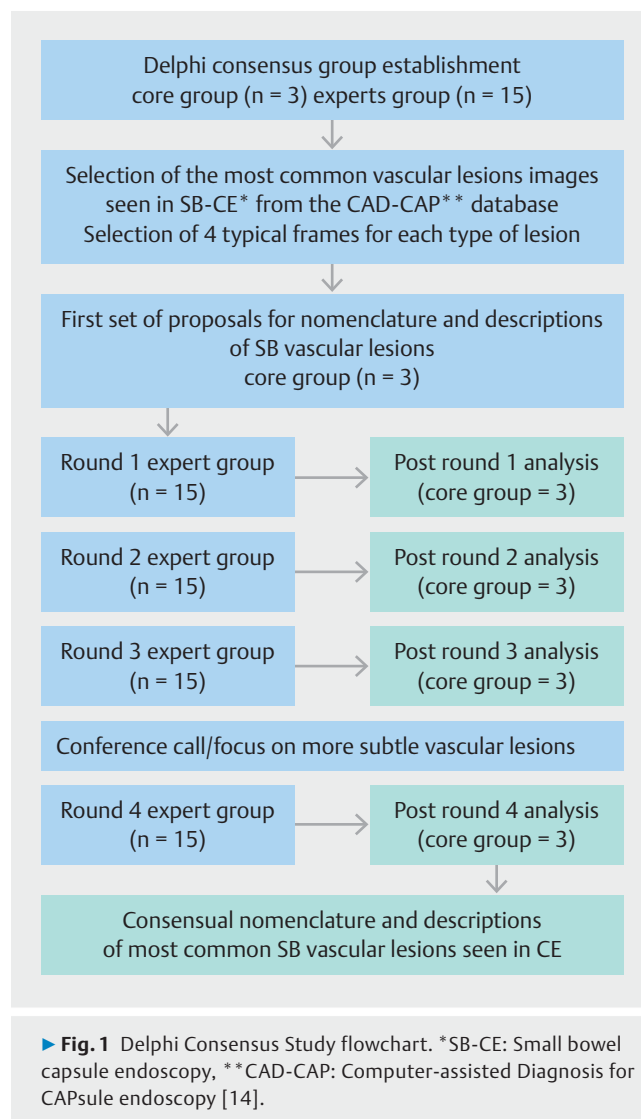 Delphi consensus group establishment
core group (n = 3) experts group (n = 15)
Selection of the most common vascular lesions images
seen in SB-CE* from the CAD-CAP** database
Selection of 4 typical frames for each type of lesion
First set of proposals for nomenclature and descriptions
of SB vascular lesions
core group (n = 3)
Round 1 expert group
(n = 15)
Post round 1 analysis
(core group = 3)
Round 2 expert group
(n = 15)
Post round 2 analysis
(core group = 3)
Round 3 expert group
(n = 15)
Post round 3 analysis
(core group = 3)
Conference call/focus on more subtle vascular lesions
Round 4 expert group
(n = 15)
Post round 4 analysis
(core group = 3)
Consensual nomenclature and descriptions
of most common SB vascular lesions seen in CE
▶ Fig. 1 Delphi Consensus Study flowchart. *SB-CE: Small bowel
capsule endoscopy, **CAD-CAP: Computer-assisted Diagnosis for
CAPsule endoscopy [14].